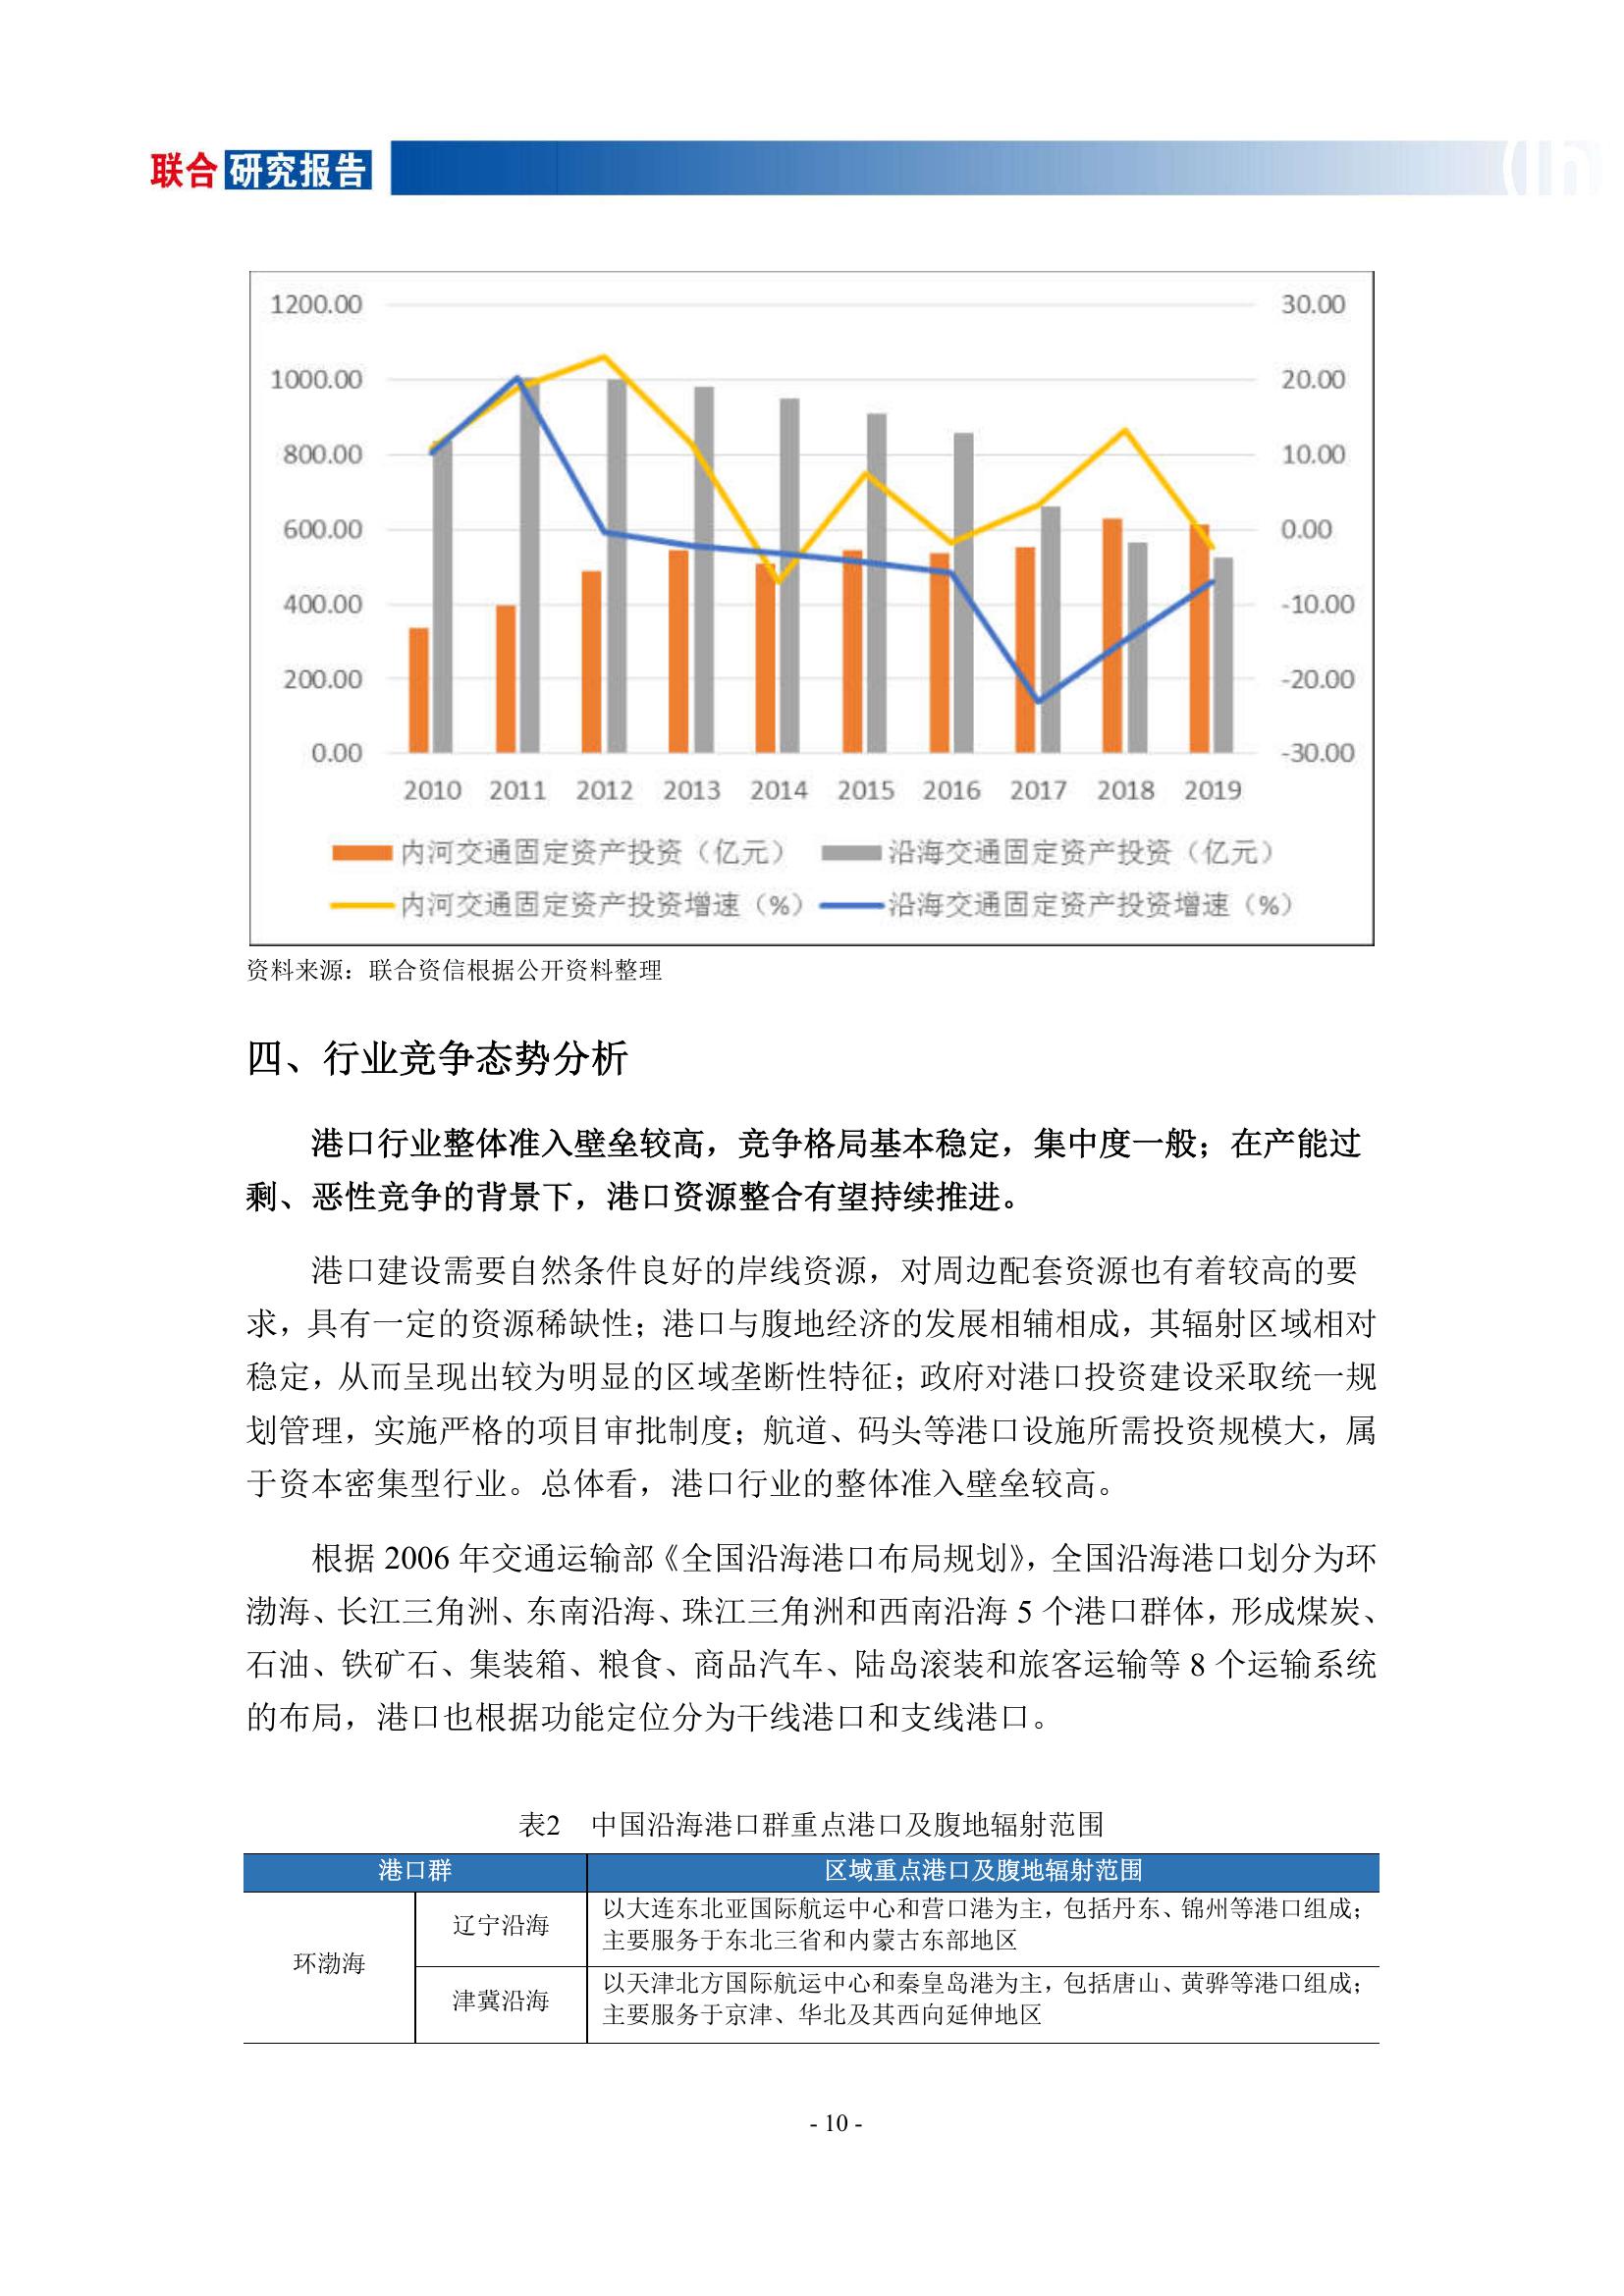 联合 研究报告
1200.00 30.00
1000.00 20.00
800.00 10.00
600.00 0.00
400.00 -10.00
200.00 -20.00
0.00 -30.00
2010 2011 2012 2013 2014 2015 2016 2017 2018 2019
内河交通固定资产投资（亿元） 沿海交通固定资产投资（亿元）
内河交通固定资产投资增速（%） 沿海交通固定资产投资增速（%）
资料来源：联合资信根据公开资料整理
四、行业竞争态势分析
港口行业整体准入壁垒较高，竞争格局基本稳定，集中度一般；在产能过
剩、恶性竞争的背景下，港口资源整合有望持续推进。
港口建设需要自然条件良好的岸线资源，对周边配套资源也有着较高的要
求，具有一定的资源稀缺性；港口与腹地经济的发展相辅相成，其辐射区域相对
稳定，从而呈现出较为明显的区域垄断性特征；政府对港口投资建设采取统一规
划管理，实施严格的项目审批制度；航道、码头等港口设施所需投资规模大，属
于资本密集型行业。总体看，港口行业的整体准入壁垒较高。
根据 2006 年交通运输部《全国沿海港口布局规划》，全国沿海港口划分为环
渤海、长江三角洲、东南沿海、珠江三角洲和西南沿海 5 个港口群体，形成煤炭、
石油、铁矿石、集装箱、粮食、商品汽车、陆岛滚装和旅客运输等 8 个运输系统
的布局，港口也根据功能定位分为干线港口和支线港口。
表2 中国沿海港口群重点港口及腹地辐射范围
港口群 区域重点港口及腹地辐射范围
环渤海
辽宁沿海
以大连东北亚国际航运中心和营口港为主，包括丹东、锦州等港口组成；
主要服务于东北三省和内蒙古东部地区
津冀沿海
以天津北方国际航运中心和秦皇岛港为主，包括唐山、黄骅等港口组成；
主要服务于京津、华北及其西向延伸地区
- 10 -